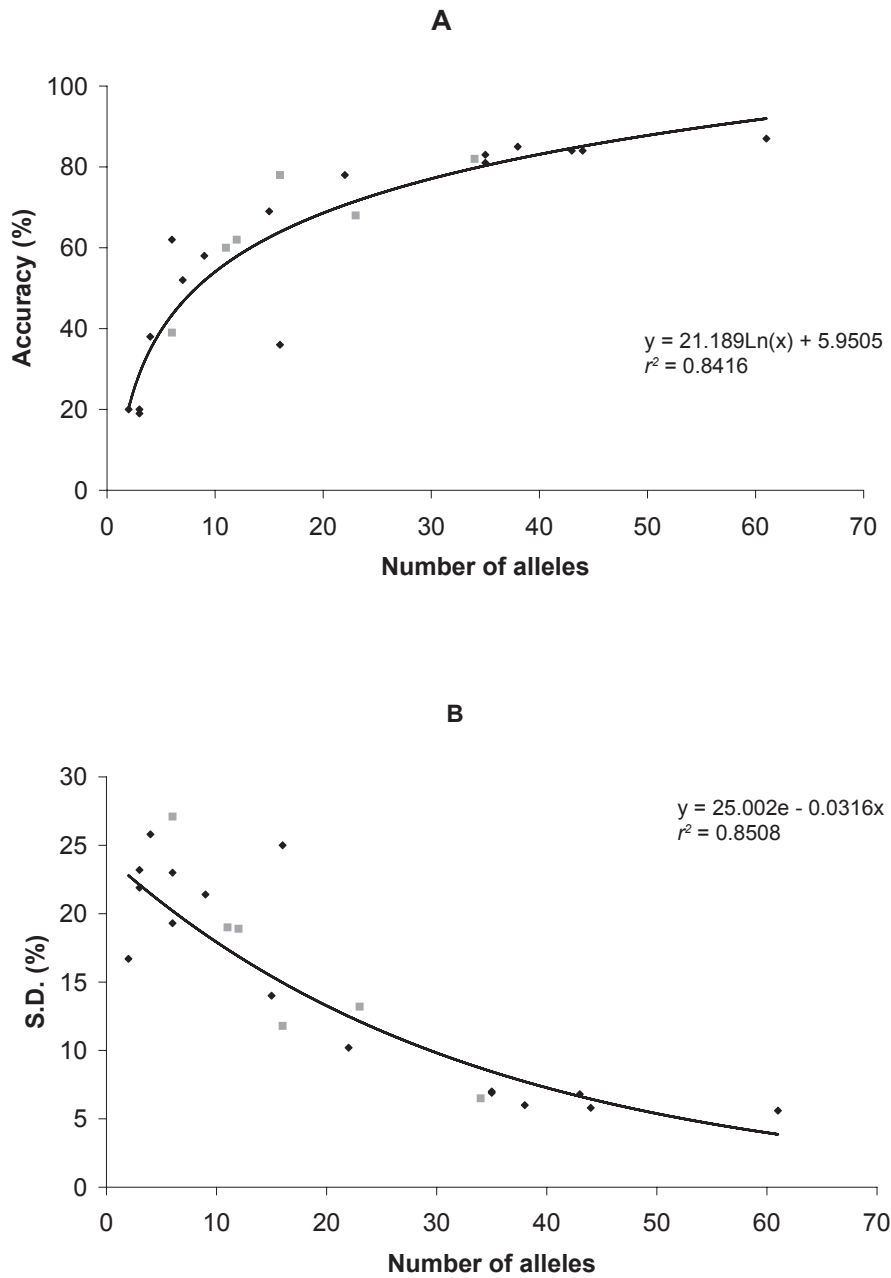 A
100
80
60
40
20
0
Accuracy (%)
y = 21.189Ln(x) + 5.9505
r² = 0.8416
0 10 20 30 40 50 60 70
Number of alleles
B
30
25
20
15
10
5
0
S.D. (%)
y = 25.002e - 0.0316x
r² = 0.8508
0 10 20 30 40 50 60 70
Number of alleles